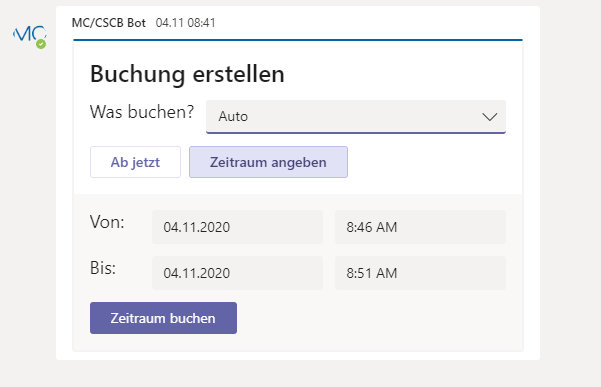 MC
MC/CSCB Bot 04.11 08:41
Buchung erstellen
Was buchen? Auto
Ab jetzt Zeitraum angeben
Von: 04.11.2020 8:46 AM
Bis: 04.11.2020 8:51 AM
Zeitraum buchen